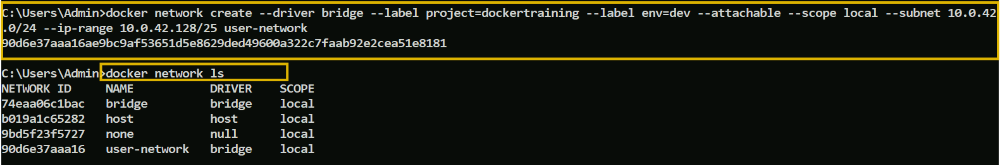 C:\Users\Admin>docker network create --driver bridge --label project=dockertraining --label env=dev --attachable --scope local --subnet 10.0.42
.0/24 --ip-range 10.0.42.128/25 user-network
90d6e37aaa16ae9bc9af53651d5e8629ded49600a322c7faab92e2cea51e8181
C:\Users\Admin>docker network ls
NETWORK ID     NAME           DRIVER    SCOPE
74eaa06c1bac   bridge         bridge    local
b019a1c65282   host           host      local
9bd5f23f5727   none           null      local
90d6e37aaa16   user-network   bridge    local